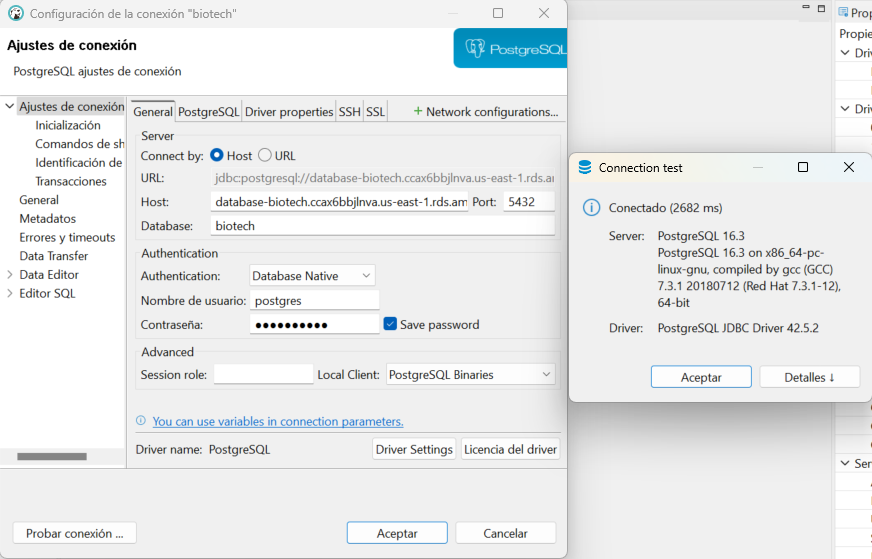 Configuración de la conexión "biotech"
Ajustes de conexión
PostgreSQL ajustes de conexión
PostgreSQL
Ajustes de conexión
Inicialización
Comandos de sh
Identificación de
Transacciones
General
Metadatos
Errores y timeouts
Data Transfer
Data Editor
Editor SQL
General PostgreSQL Driver properties SSH SSL + Network configurations...
Server
Connect by: Host URL
URL: jdbc:postgresql://database-biotech.ccax6bbjlnva.us-east-1.rds.am
Host: database-biotech.ccax6bbjlnva.us-east-1.rds.am Port: 5432
Database: biotech
Authentication
Authentication: Database Native
Nombre de usuario: postgres
Contraseña: ●●●●●●●●●● Save password
Advanced
Session role: Local Client: PostgreSQL Binaries
You can use variables in connection parameters.
Driver name: PostgreSQL Driver Settings Licencia del driver
Probar conexión ... Aceptar Cancelar
Connection test
Conectado (2682 ms)
Server: PostgreSQL 16.3
PostgreSQL 16.3 on x86_64-pc-
linux-gnu, compiled by gcc (GCC)
7.3.1 20180712 (Red Hat 7.3.1-12),
64-bit
Driver: PostgreSQL JDBC Driver 42.5.2
Aceptar Detalles ↓
Prop
Propie
Driv
Driv
Ser